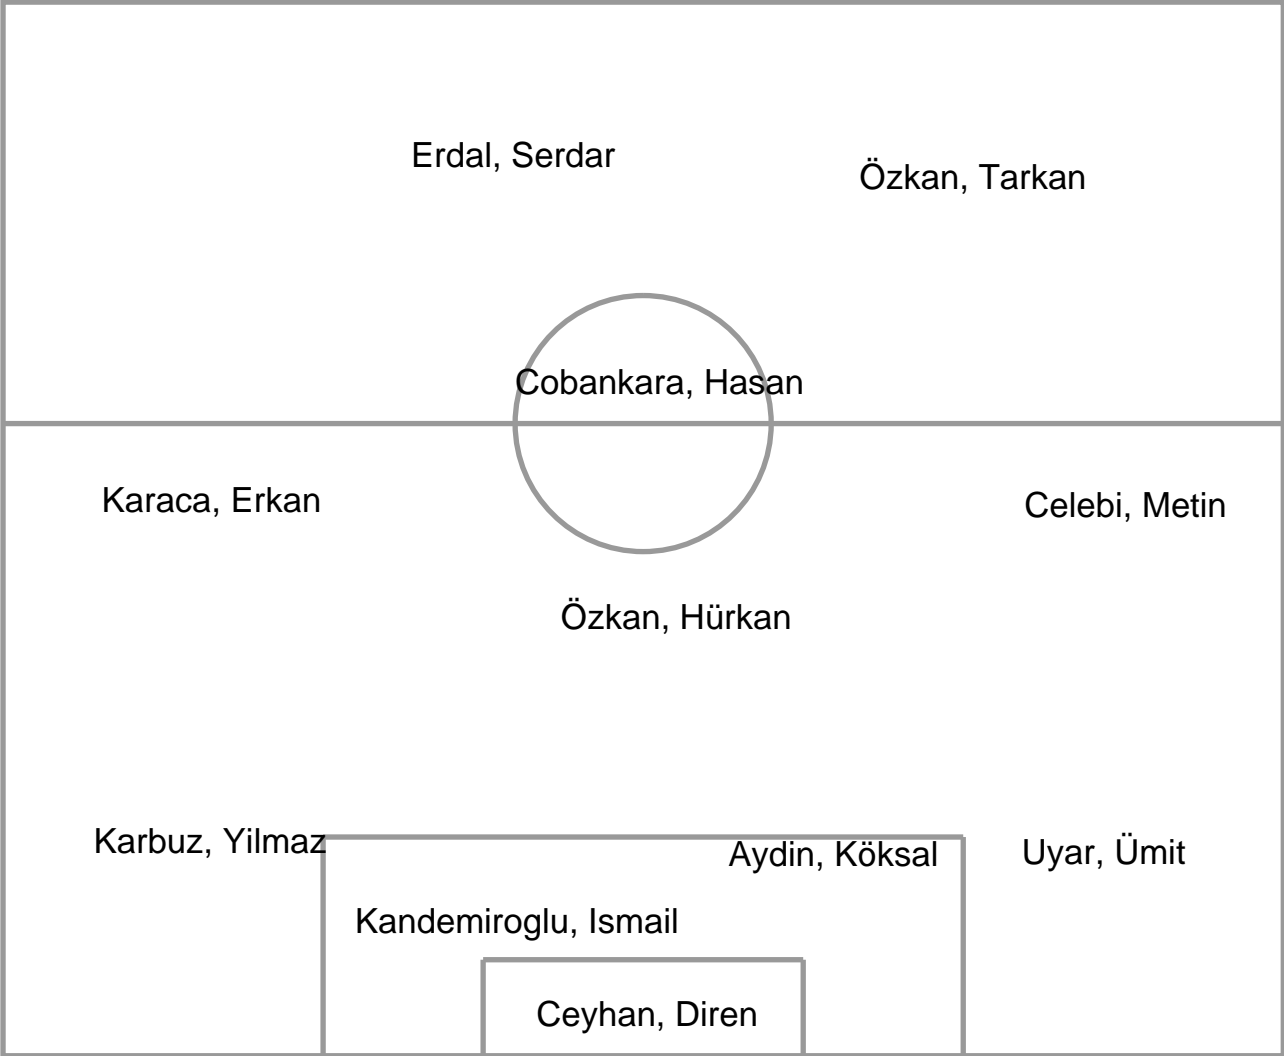 Erdal, Serdar
Özkan, Tarkan
Cobankara, Hasan
Karaca, Erkan
Celebi, Metin
Özkan, Hürkan
Karbuz, Yilmaz
Aydin, Köksal
Uyar, Ümit
Kandemiroglu, Ismail
Ceyhan, Diren